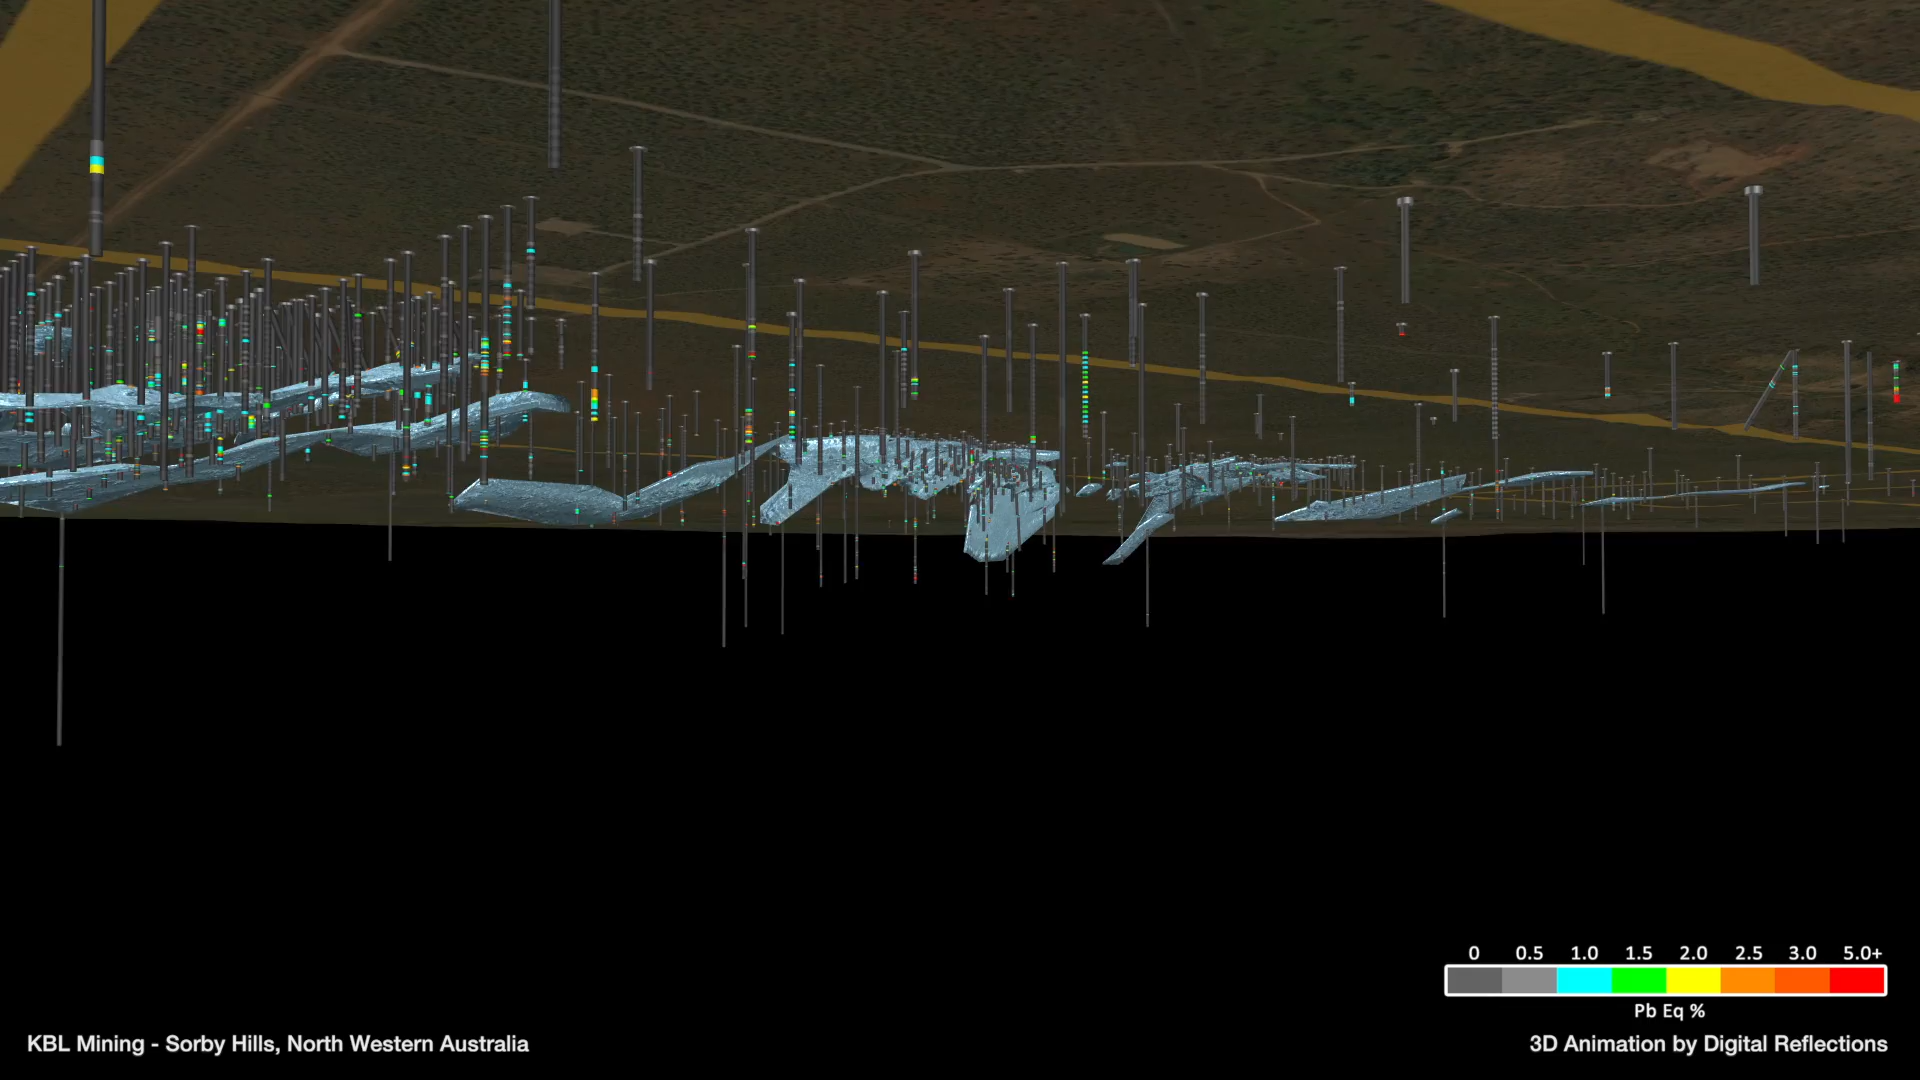 0 0.5 1.0 1.5 2.0 2.5 3.0 5.0+
Pb Eq %
KBL Mining - Sorby Hills, North Western Australia
3D Animation by Digital Reflections